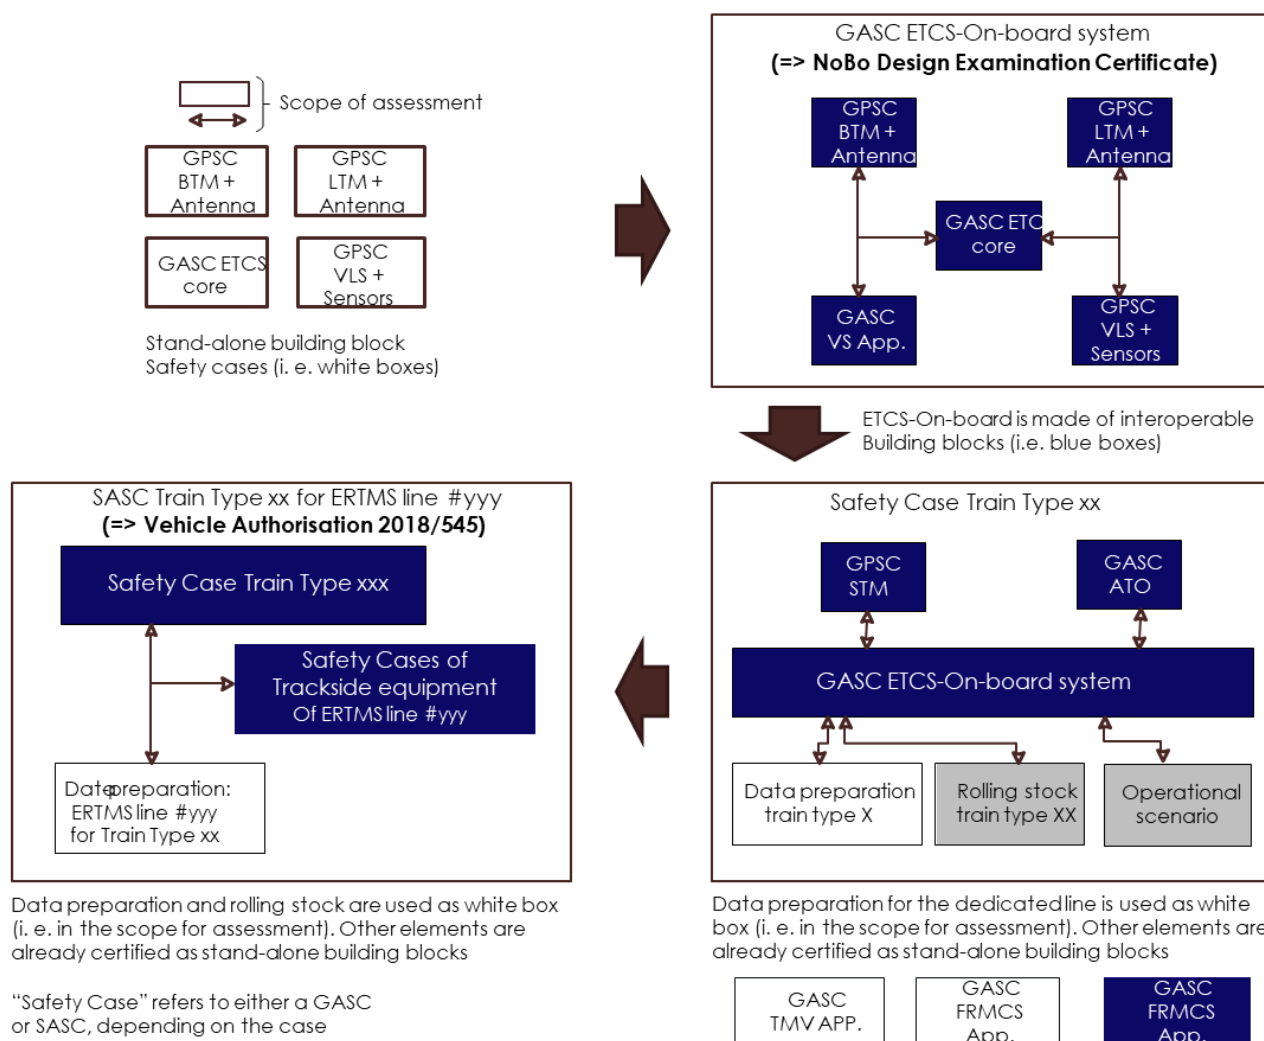 Scope of assessment
GPSC
BTM +
Antenna
GPSC
LTM +
Antenna
GASC ETCS
core
GPSC
VLS +
Sensors
Stand-alone building block
Safety cases (i. e. white boxes)
GASC ETCS-On-board system
(=> NoBo Design Examination Certificate)
GPSC
BTM +
Antenna
GPSC
LTM +
Antenna
GASC ETC
core
GASC
VS App.
GPSC
VLS +
Sensors
ETCS-On-board is made of interoperable
Building blocks (i.e. blue boxes)
SASC Train Type xx for ERTMS line #yyy
(=> Vehicle Authorisation 2018/545)
Safety Case Train Type xxx
Safety Cases of
Trackside equipment
Of ERTMS line #yyy
Data preparation:
ERTMS line #yyy
for Train Type xx
Data preparation and rolling stock are used as white box
(i. e. in the scope for assessment). Other elements are
already certified as stand-alone building blocks
"Safety Case" refers to either a GASC
or SASC, depending on the case
Safety Case Train Type xx
GPSC
STM
GASC
ATO
GASC ETCS-On-board system
Data preparation
train type X
Rolling stock
train type XX
Operational
scenario
Data preparation for the dedicated line is used as white
box (i. e. in the scope for assessment). Other elements are
already certified as stand-alone building blocks
GASC
TMV APP.
GASC
FRMCS
App.
GASC
FRMCS
App.